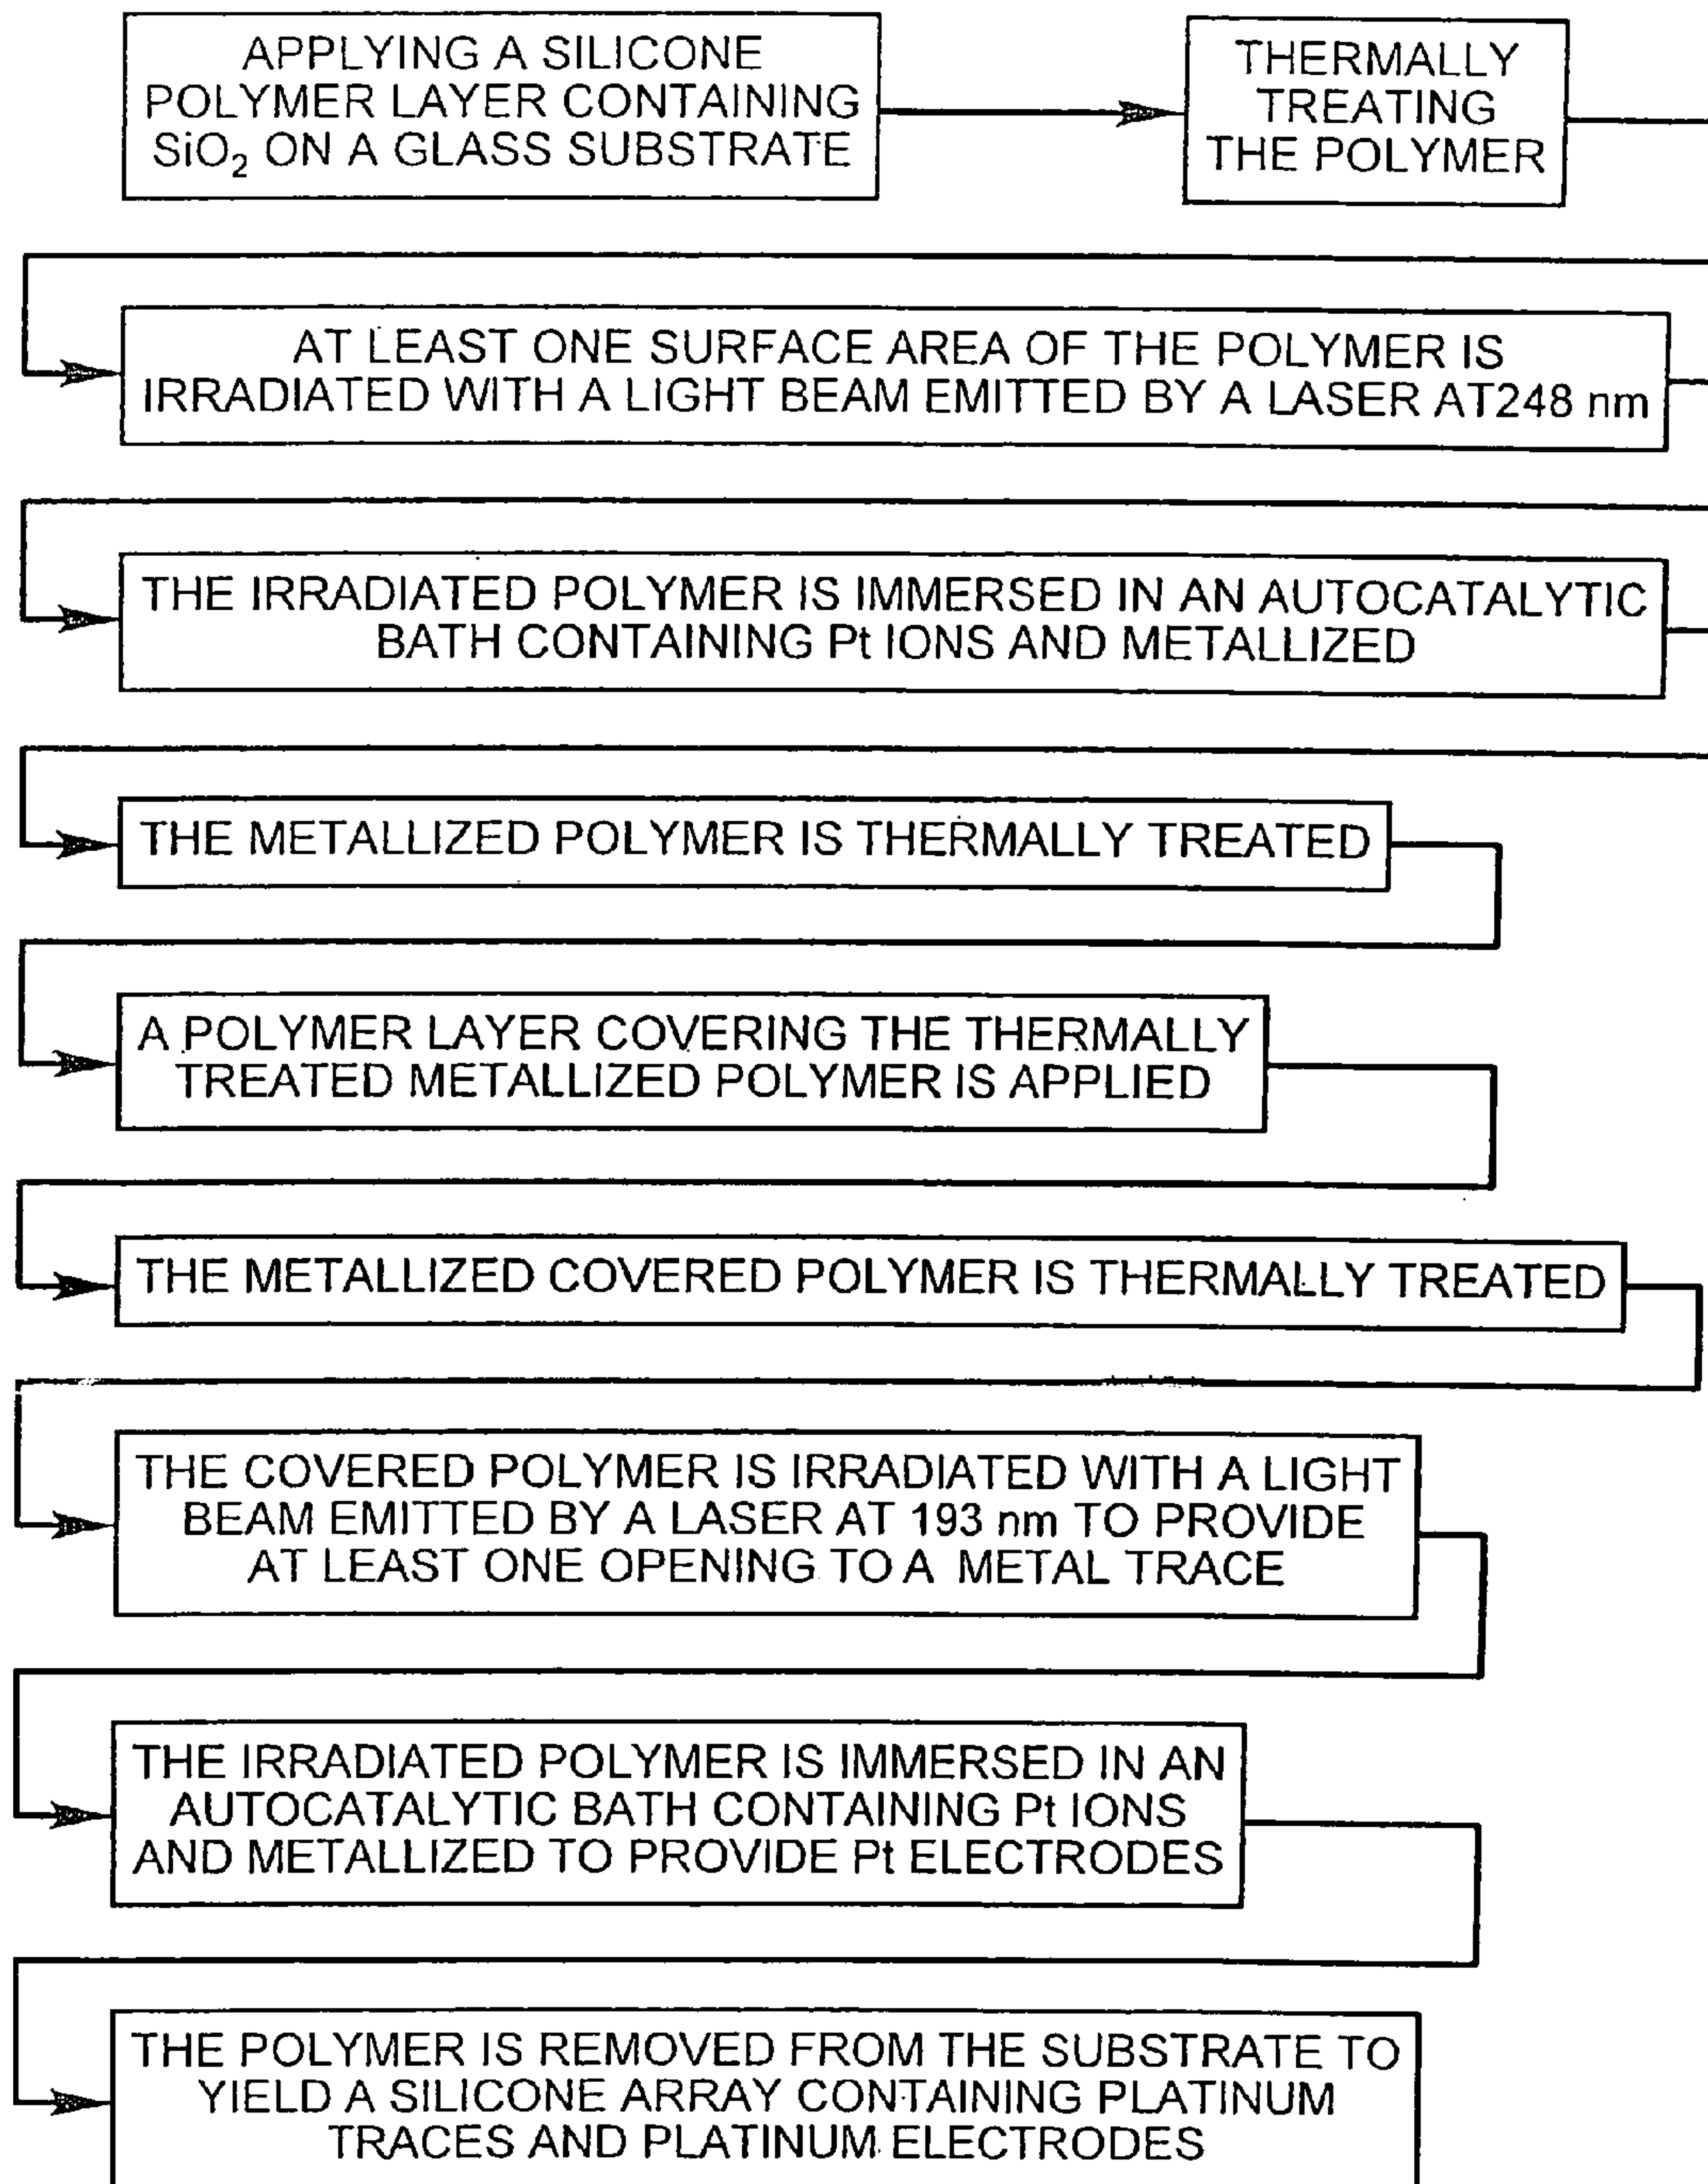 APPLYING A SILICONE
POLYMER LAYER CONTAINING
SiO₂ ON A GLASS SUBSTRATE
THERMALLY
TREATING
THE POLYMER
AT LEAST ONE SURFACE AREA OF THE POLYMER IS
IRRADIATED WITH A LIGHT BEAM EMITTED BY A LASER AT248 nm
THE IRRADIATED POLYMER IS IMMERSED IN AN AUTOCATALYTIC
BATH CONTAINING Pt IONS AND METALLIZED
THE METALLIZED POLYMER IS THERMALLY TREATED
A POLYMER LAYER COVERING THE THERMALLY
TREATED METALLIZED POLYMER IS APPLIED
THE METALLIZED COVERED POLYMER IS THERMALLY TREATED
THE COVERED POLYMER IS IRRADIATED WITH A LIGHT
BEAM EMITTED BY A LASER AT 193 nm TO PROVIDE
AT LEAST ONE OPENING TO A METAL TRACE
THE IRRADIATED POLYMER IS IMMERSED IN AN
AUTOCATALYTIC BATH CONTAINING Pt IONS
AND METALLIZED TO PROVIDE Pt ELECTRODES
THE POLYMER IS REMOVED FROM THE SUBSTRATE TO
YIELD A SILICONE ARRAY CONTAINING PLATINUM
TRACES AND PLATINUM ELECTRODES